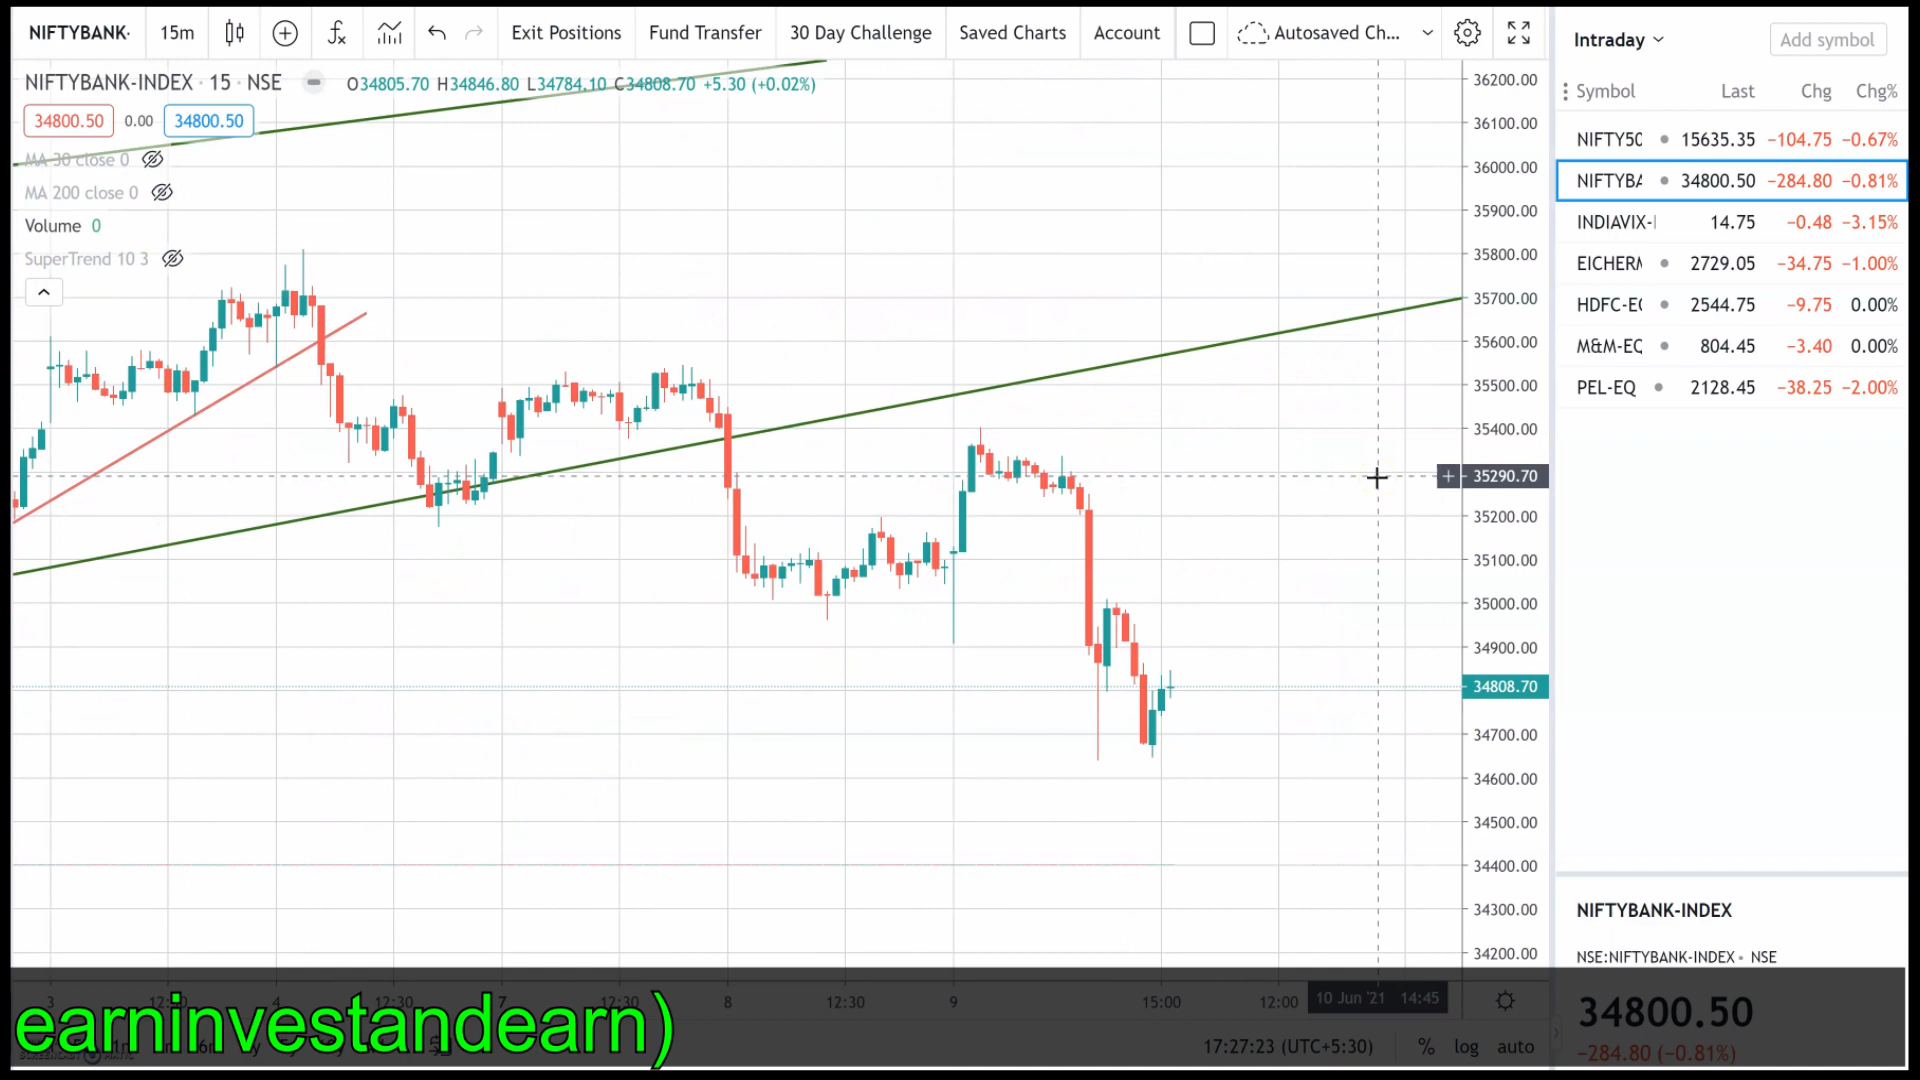 NIFTYBANK· 15m Exit Positions Fund Transfer 30 Day Challenge Saved Charts Account Autosaved Ch...
NIFTYBANK-INDEX · 15 · NSE O34805.70 H34846.80 L34784.10 C34808.70 +5.30 (+0.02%)
34800.50 0.00 34800.50
MA 30 close 0
MA 200 close 0
Volume 0
SuperTrend 10 3
36200.00
36100.00
36000.00
35900.00
35800.00
35700.00
35600.00
35500.00
35400.00
+ 35290.70
35200.00
35100.00
35000.00
34900.00
34808.70
34700.00
34600.00
34500.00
34400.00
34300.00
34200.00
3 4 12:30 7 12:30 8 12:30 9 15:00 12:00 10 Jun '21 14:45
earninvestandearn)
17:27:23 (UTC+5:30) % log auto
Intraday Add symbol
Symbol Last Chg Chg%
NIFTY50 15635.35 −104.75 −0.67%
NIFTYBA 34800.50 −284.80 −0.81%
INDIAVIX-I 14.75 −0.48 −3.15%
EICHERM 2729.05 −34.75 −1.00%
HDFC-EQ 2544.75 −9.75 0.00%
M&M-EQ 804.45 −3.40 0.00%
PEL-EQ 2128.45 −38.25 −2.00%
NIFTYBANK-INDEX
NSE:NIFTYBANK-INDEX • NSE
34800.50
−284.80 (−0.81%)